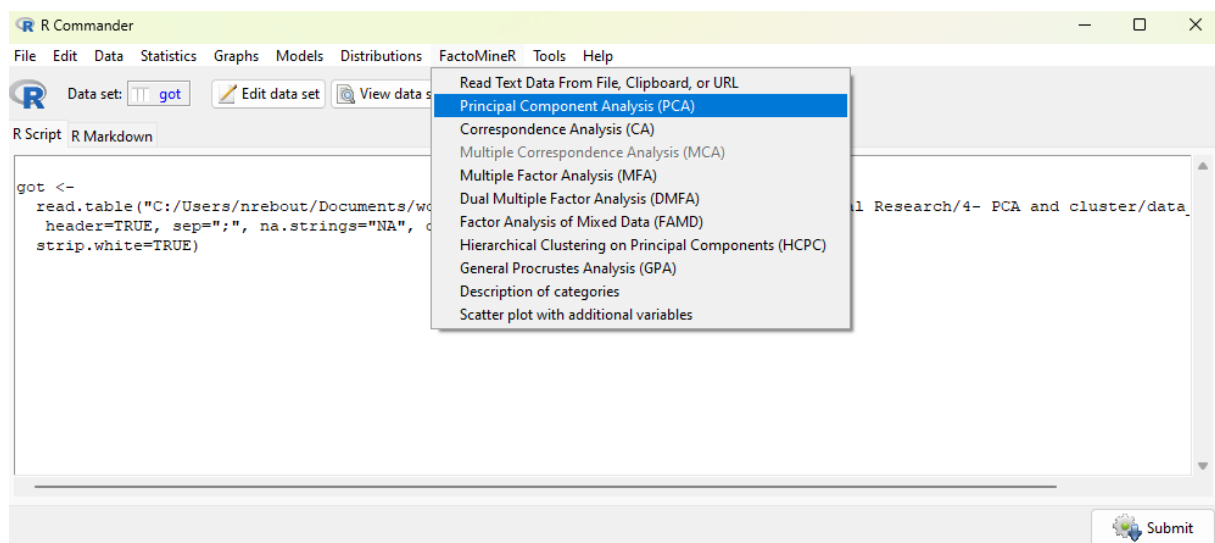 R Commander
File Edit Data Statistics Graphs Models Distributions FactoMineR Tools Help
Data set: got Edit data set View data s
R Script R Markdown
Read Text Data From File, Clipboard, or URL
Principal Component Analysis (PCA)
Correspondence Analysis (CA)
Multiple Correspondence Analysis (MCA)
Multiple Factor Analysis (MFA)
Dual Multiple Factor Analysis (DMFA)
Factor Analysis of Mixed Data (FAMD)
Hierarchical Clustering on Principal Components (HCPC)
General Procrustes Analysis (GPA)
Description of categories
Scatter plot with additional variables
got <-
read.table("C:/Users/nrebout/Documents/wo al Research/4- PCA and cluster/data_
header=TRUE, sep=";", na.strings="NA",
strip.white=TRUE)
Submit